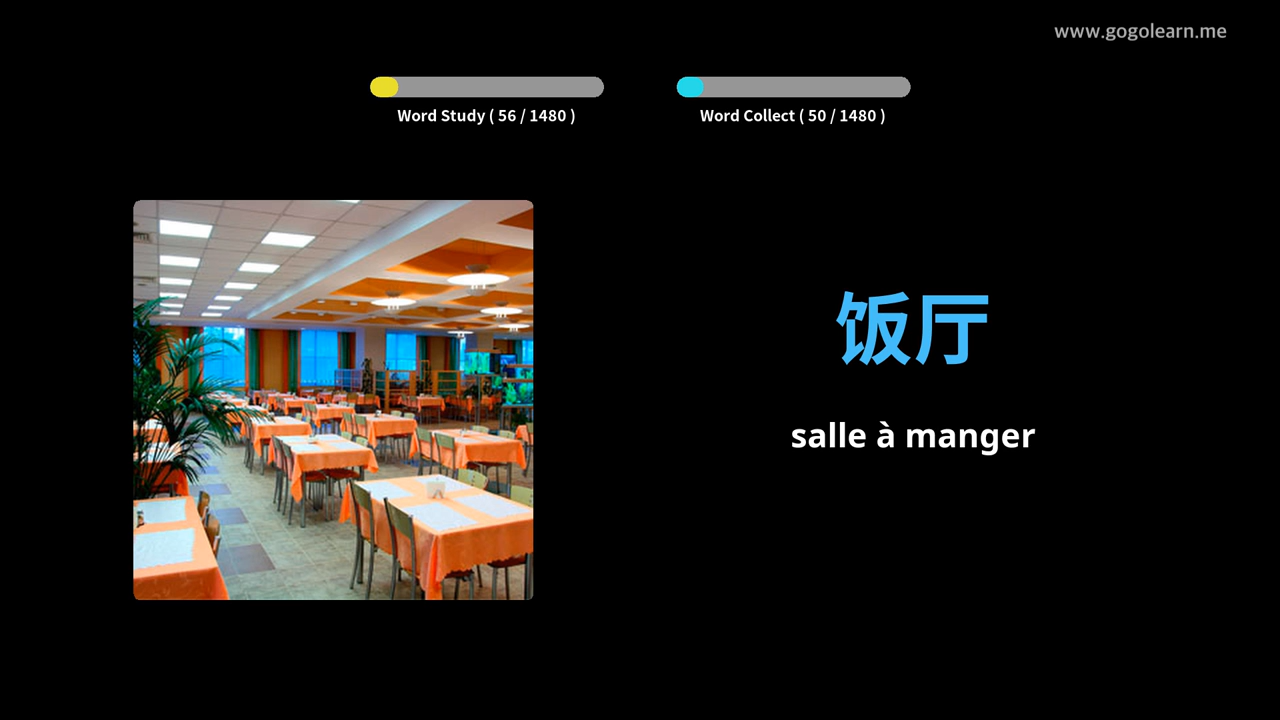 www.gogolearn.me
Word Study ( 56 / 1480 )
Word Collect ( 50 / 1480 )
饭厅
salle à manger